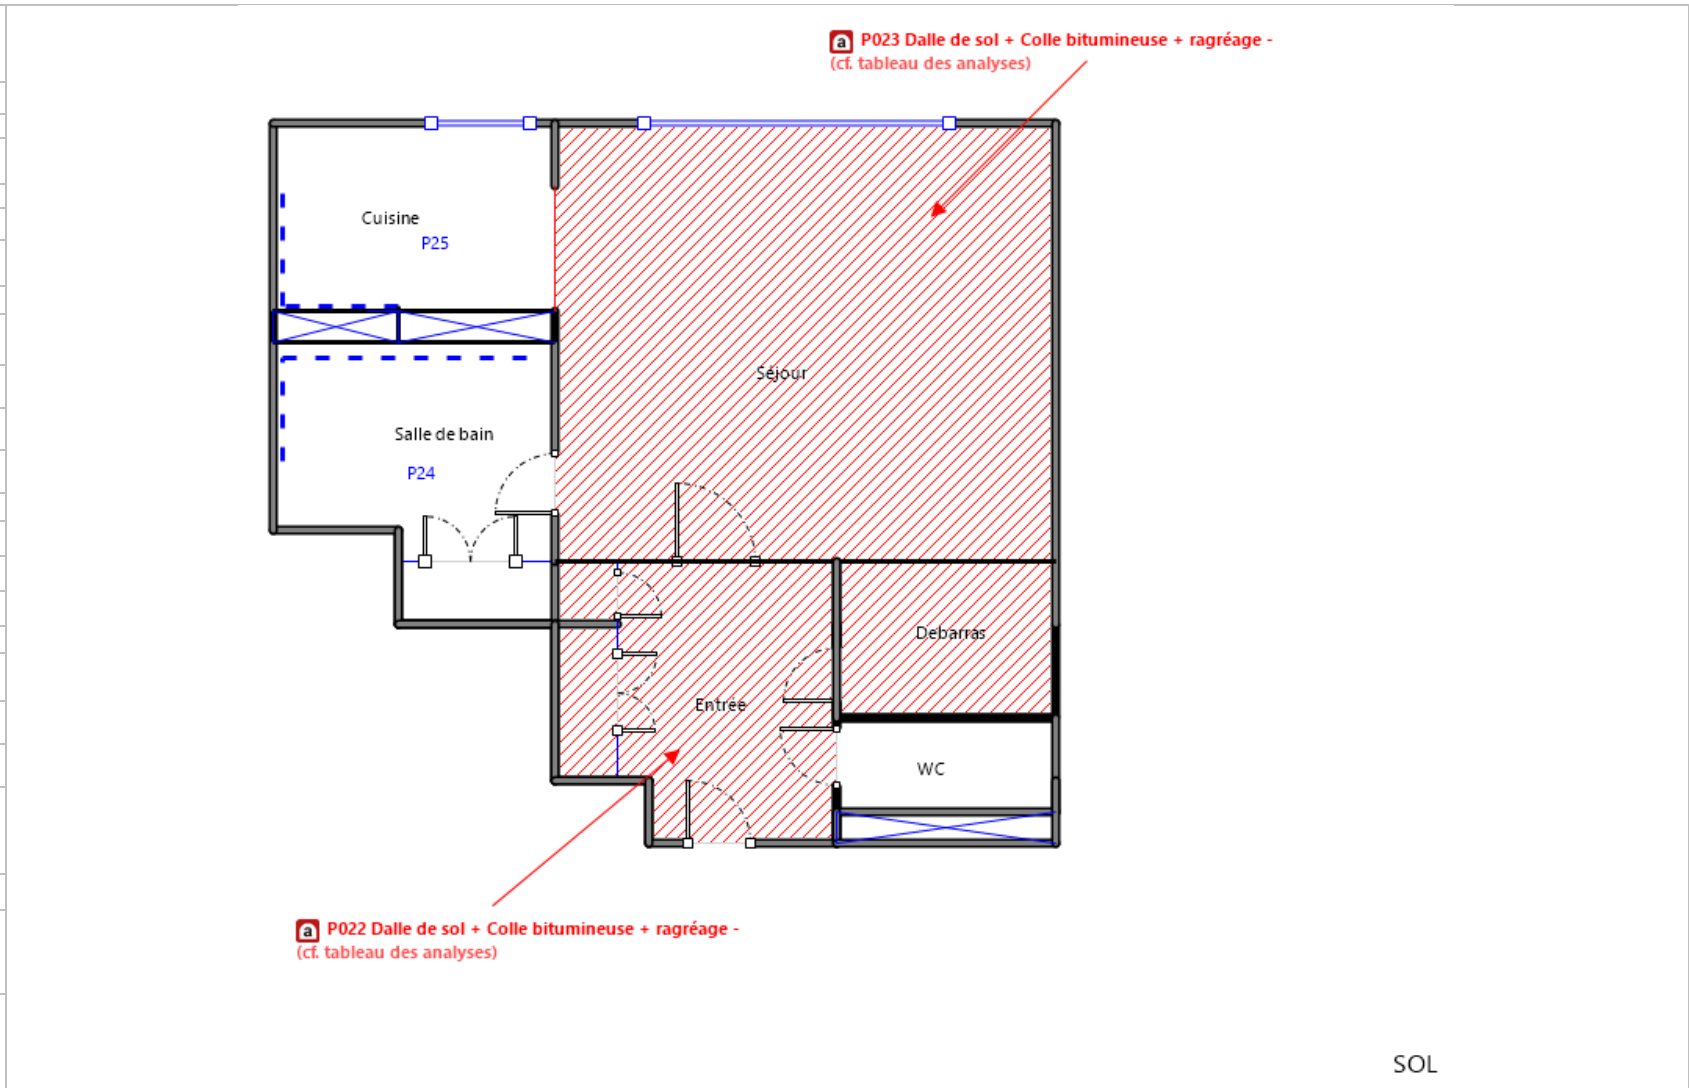 a P023 Dalle de sol + Colle bitumineuse + ragréage -
(cf. tableau des analyses)
Cuisine
P25
Séjour
Salle de bain
P24
Debarras
Entrée
WC
a P022 Dalle de sol + Colle bitumineuse + ragréage -
(cf. tableau des analyses)
SOL